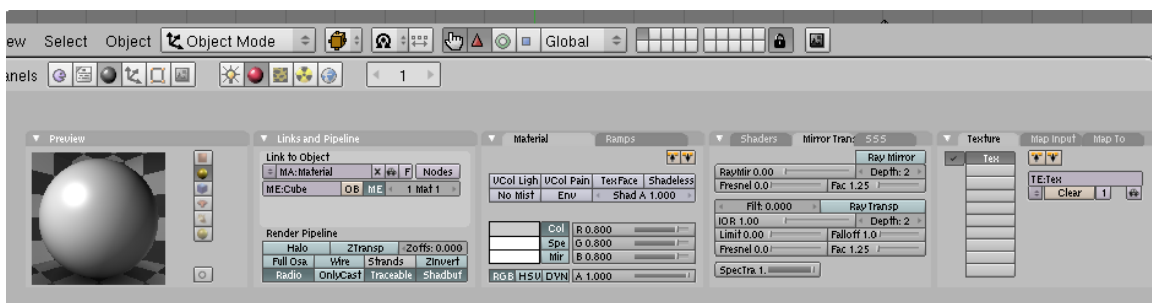 ew Select Object Object Mode Global
anels 1
Preview
Links and Pipeline
Link to Object
MA:Material X F Nodes
ME:Cube OB ME 1 Mat 1
Render Pipeline
Halo ZTransp Zoffs: 0.000
Full Osa Wire Strands ZInvert
Radio OnlyCast Traceable Shadbuf
Material Ramps
VCol Ligh VCol Pain TexFace Shadeless
No Mist Env Shad A 1.000
Col R 0.800
Spe G 0.800
Mir B 0.800
RGB HSV DYN A 1.000
Shaders Mirror Trans SSS
Ray Mirror
RayMir 0.00 Depth: 2
Fresnel 0.0 Fac 1.25
Filt: 0.000 Ray Transp
IOR 1.00 Depth: 2
Limit 0.00 Falloff 1.0
Fresnel 0.0 Fac 1.25
SpecTra 1.
Texture Map Input Map To
Tex
TE:Tex
Clear 1